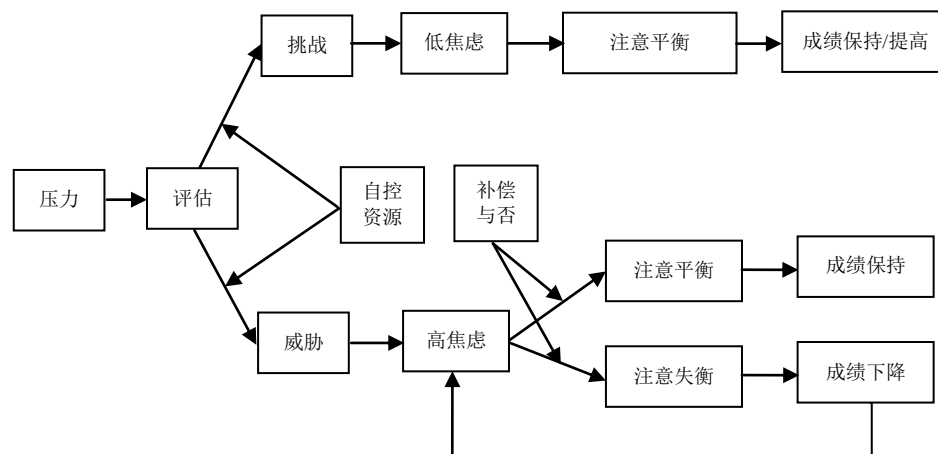 挑战
低焦虑
注意平衡
成绩保持/提高
压力
评估
自控
资源
补偿
与否
注意平衡
成绩保持
威胁
高焦虑
注意失衡
成绩下降